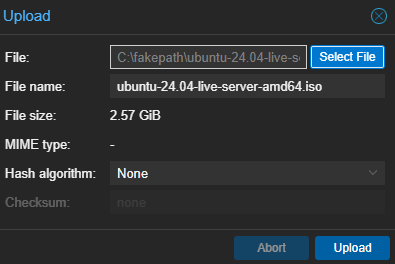 Upload
File: C:\fakepath\ubuntu-24.04-live-s Select File
File name: ubuntu-24.04-live-server-amd64.iso
File size: 2.57 GiB
MIME type: -
Hash algorithm: None
Checksum: none
Abort Upload